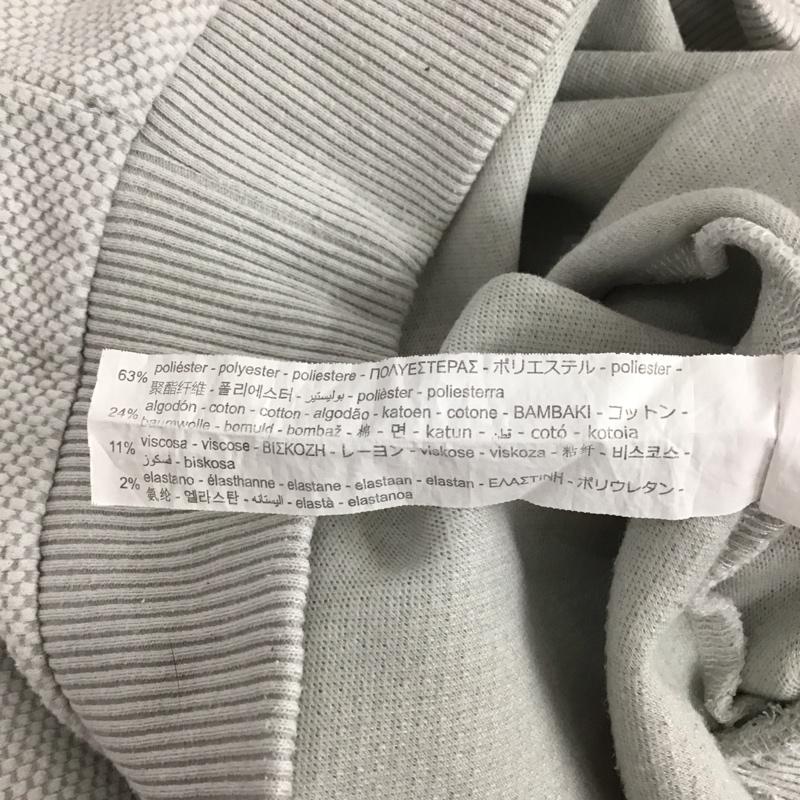 63% poliéster - polyester - poliestere - ΠΟΛΥΕΣΤΕΡΑΣ - ポリエステル - poliester -
聚酯纤维 - 폴리에스터 - بوليستير - polièster - poliesterra
24% algodón - coton - cotton - algodão - katoen - cotone - BAMBAKI - コットン -
baumwolle - bomuld - bombaž - 棉 - 면 - katun - قطن - cotó - kotoia
11% viscosa - viscose - ΒΙΣΚΟΖΗ - レーヨン - viskose - viskoza - 粘纤 - 비스코스 -
فسكوز - biskosa
2% elastano - élasthanne - elastane - elastaan - elastan - ΕΛΑΣΤΙΝΗ - ポリウレタン -
氨纶 - 엘라스탄 - اليستانه - elastà - elastanoa